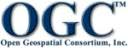 OGC™
Open Geospatial Consortium, Inc.